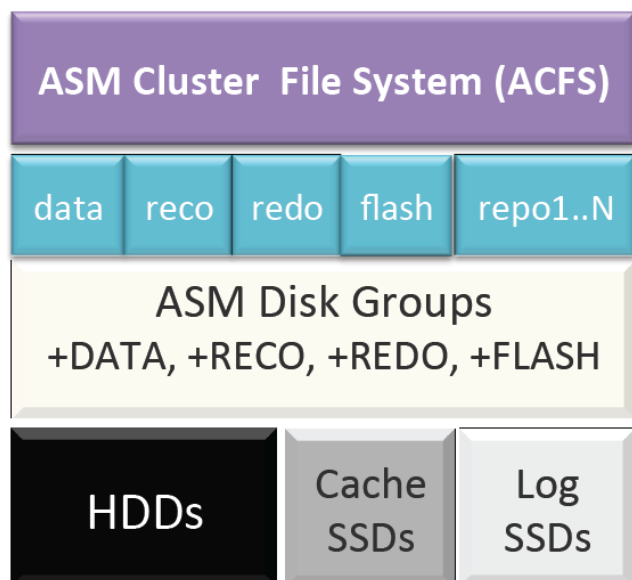 ASM Cluster File System (ACFS)
data reco redo flash repo1..N
ASM Disk Groups
+DATA, +RECO, +REDO, +FLASH
HDDs
Cache
SSDs
Log
SSDs